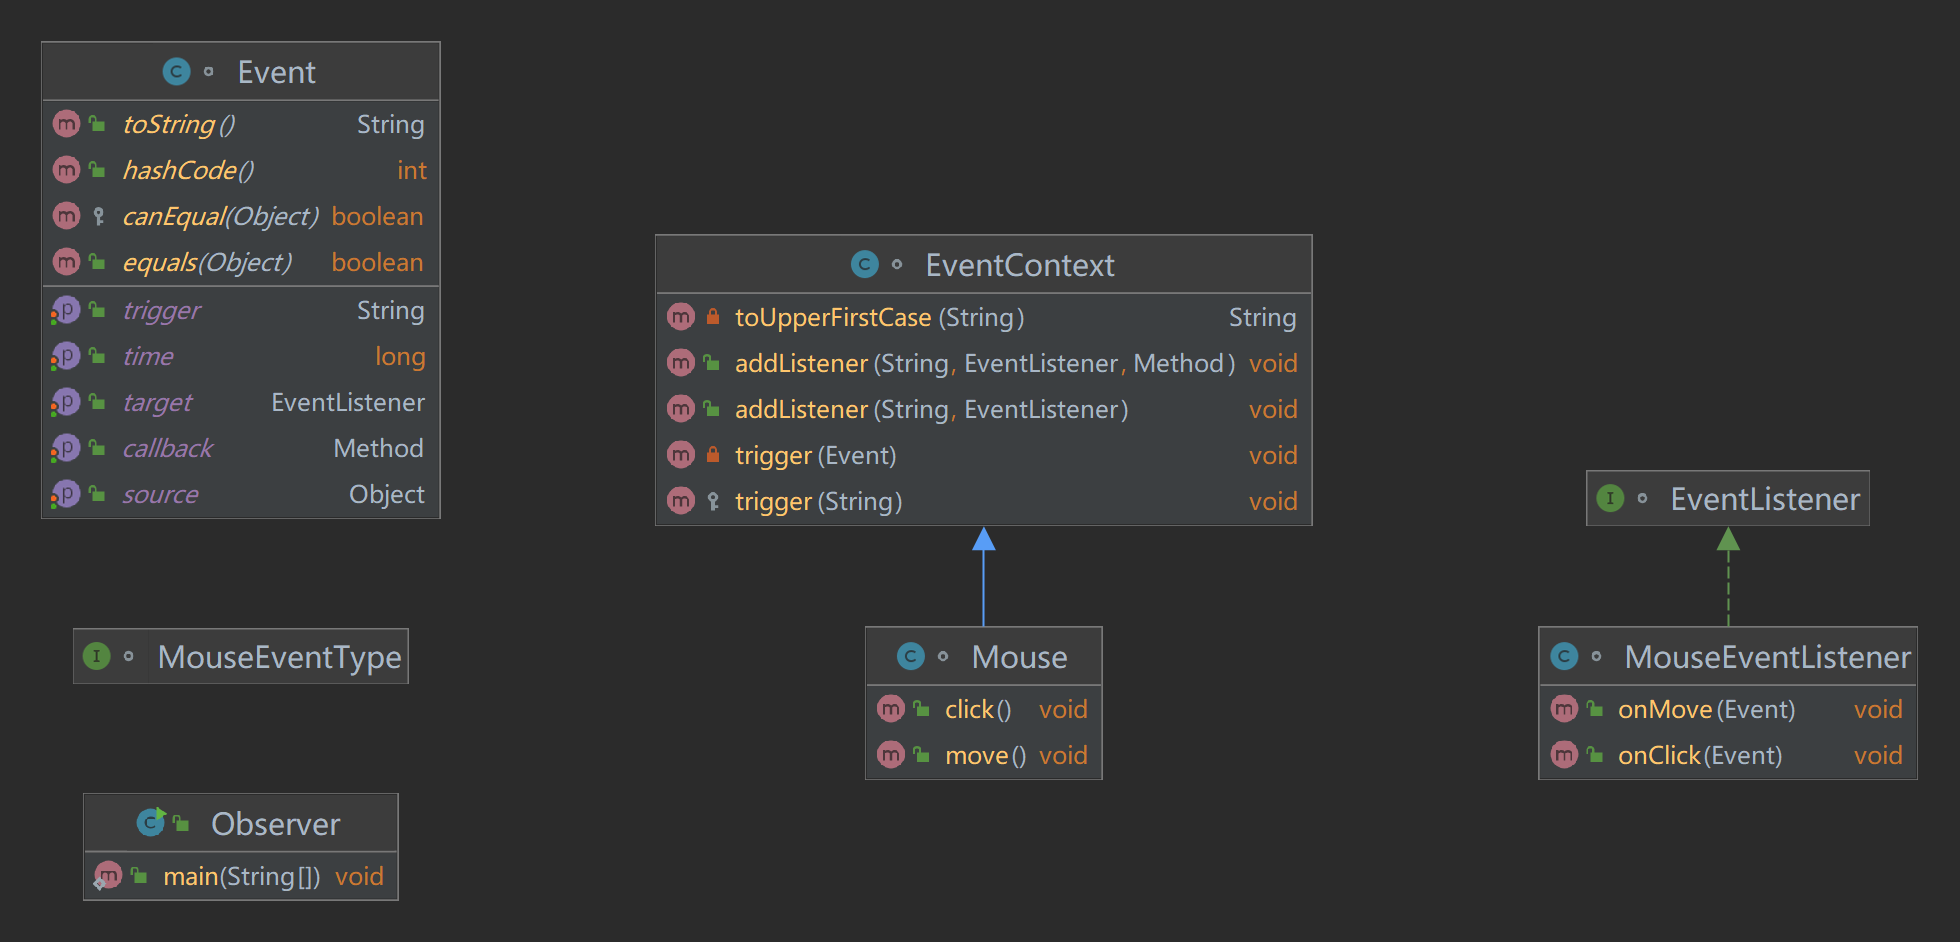 Event
toString() String
hashCode() int
canEqual(Object) boolean
equals(Object) boolean
trigger String
time long
target EventListener
callback Method
source Object
MouseEventType
Observer
main(String[]) void
EventContext
toUpperFirstCase(String) String
addListener(String, EventListener, Method) void
addListener(String, EventListener) void
trigger(Event) void
trigger(String) void
Mouse
click() void
move() void
EventListener
MouseEventListener
onMove(Event) void
onClick(Event) void